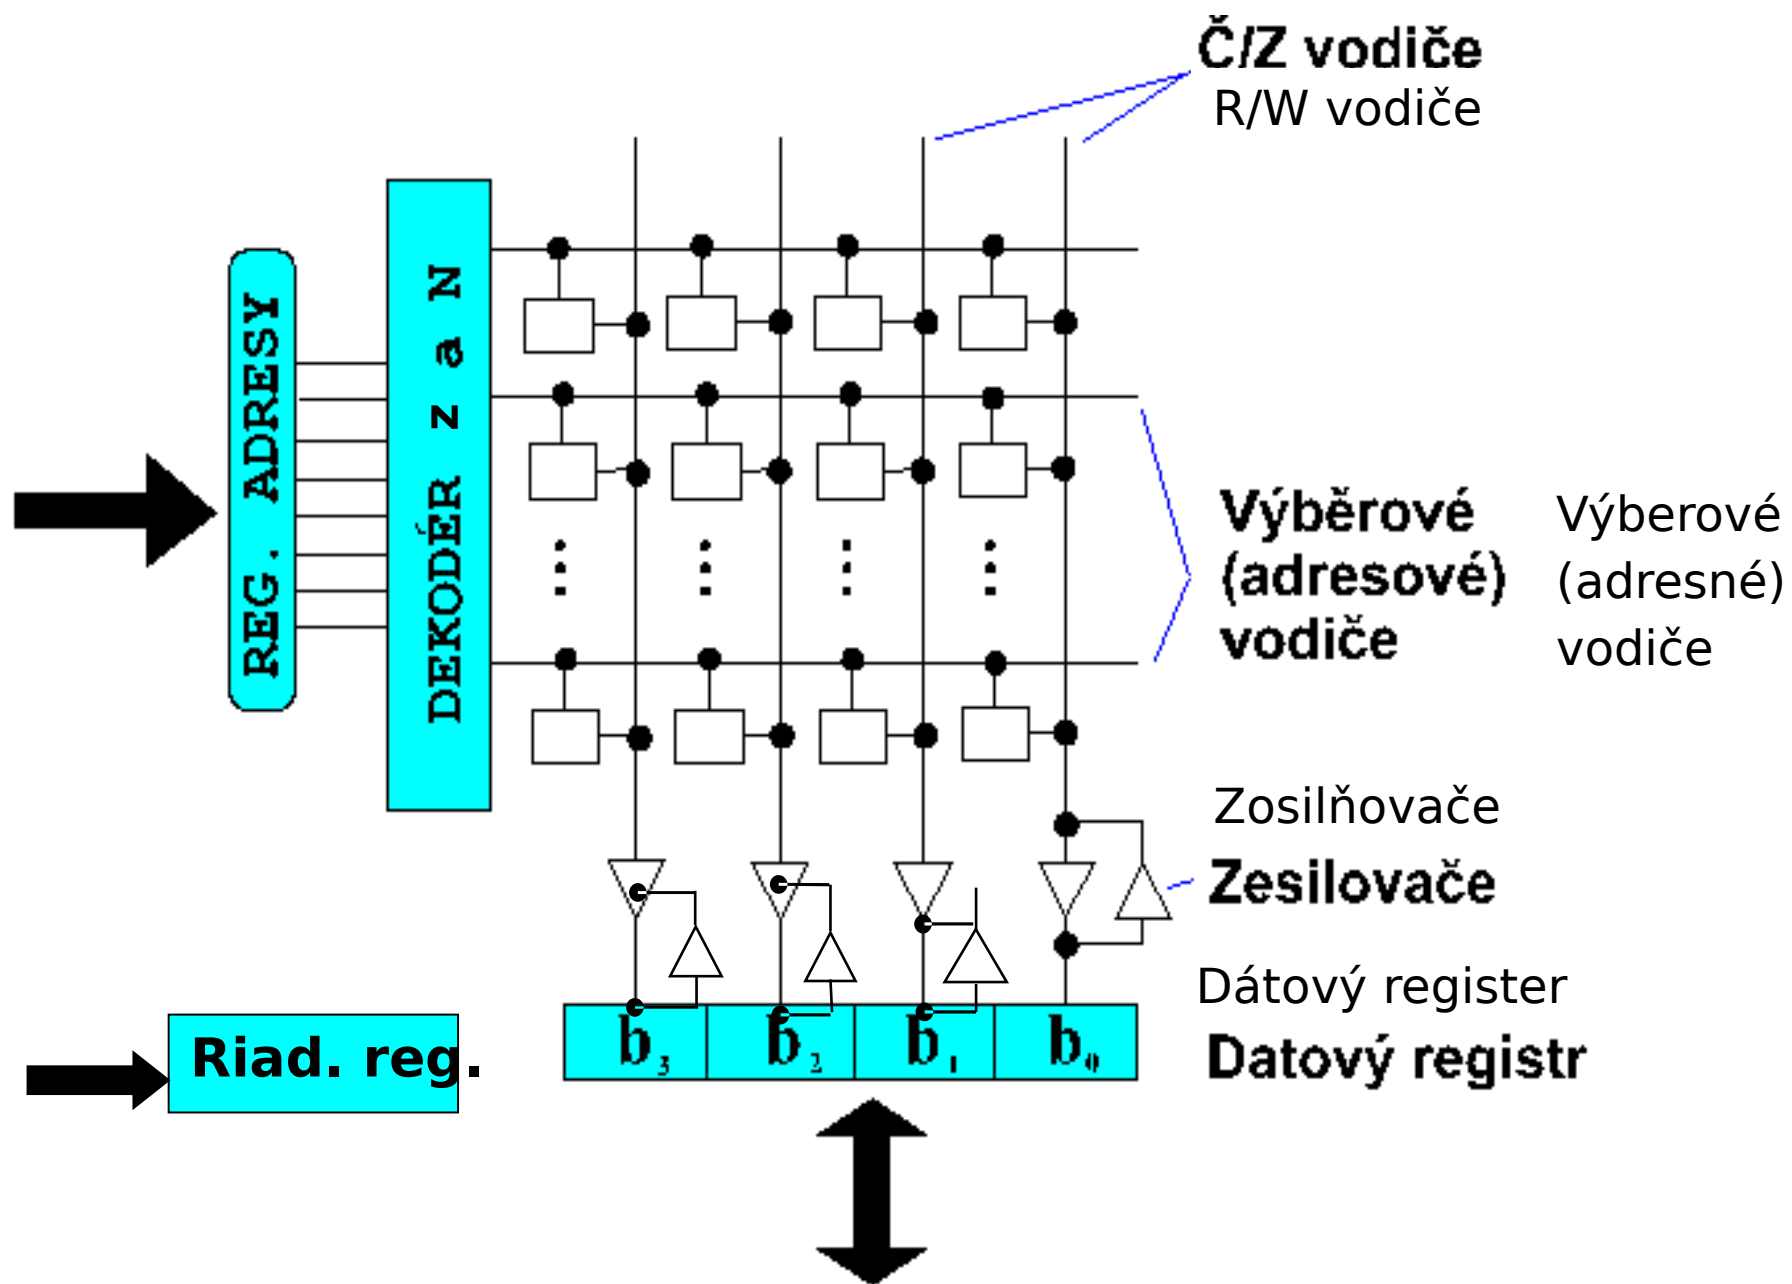 Č/Z vodiče
R/W vodiče
REG. ADRESY
DEKODÉR z a N
Výběrové
(adresové)
vodiče
Výberové
(adresné)
vodiče
Zosilňovače
Zesilovače
Dátový register
Datový registr
Riad. reg.
b₃ b₂ b₁ b₀